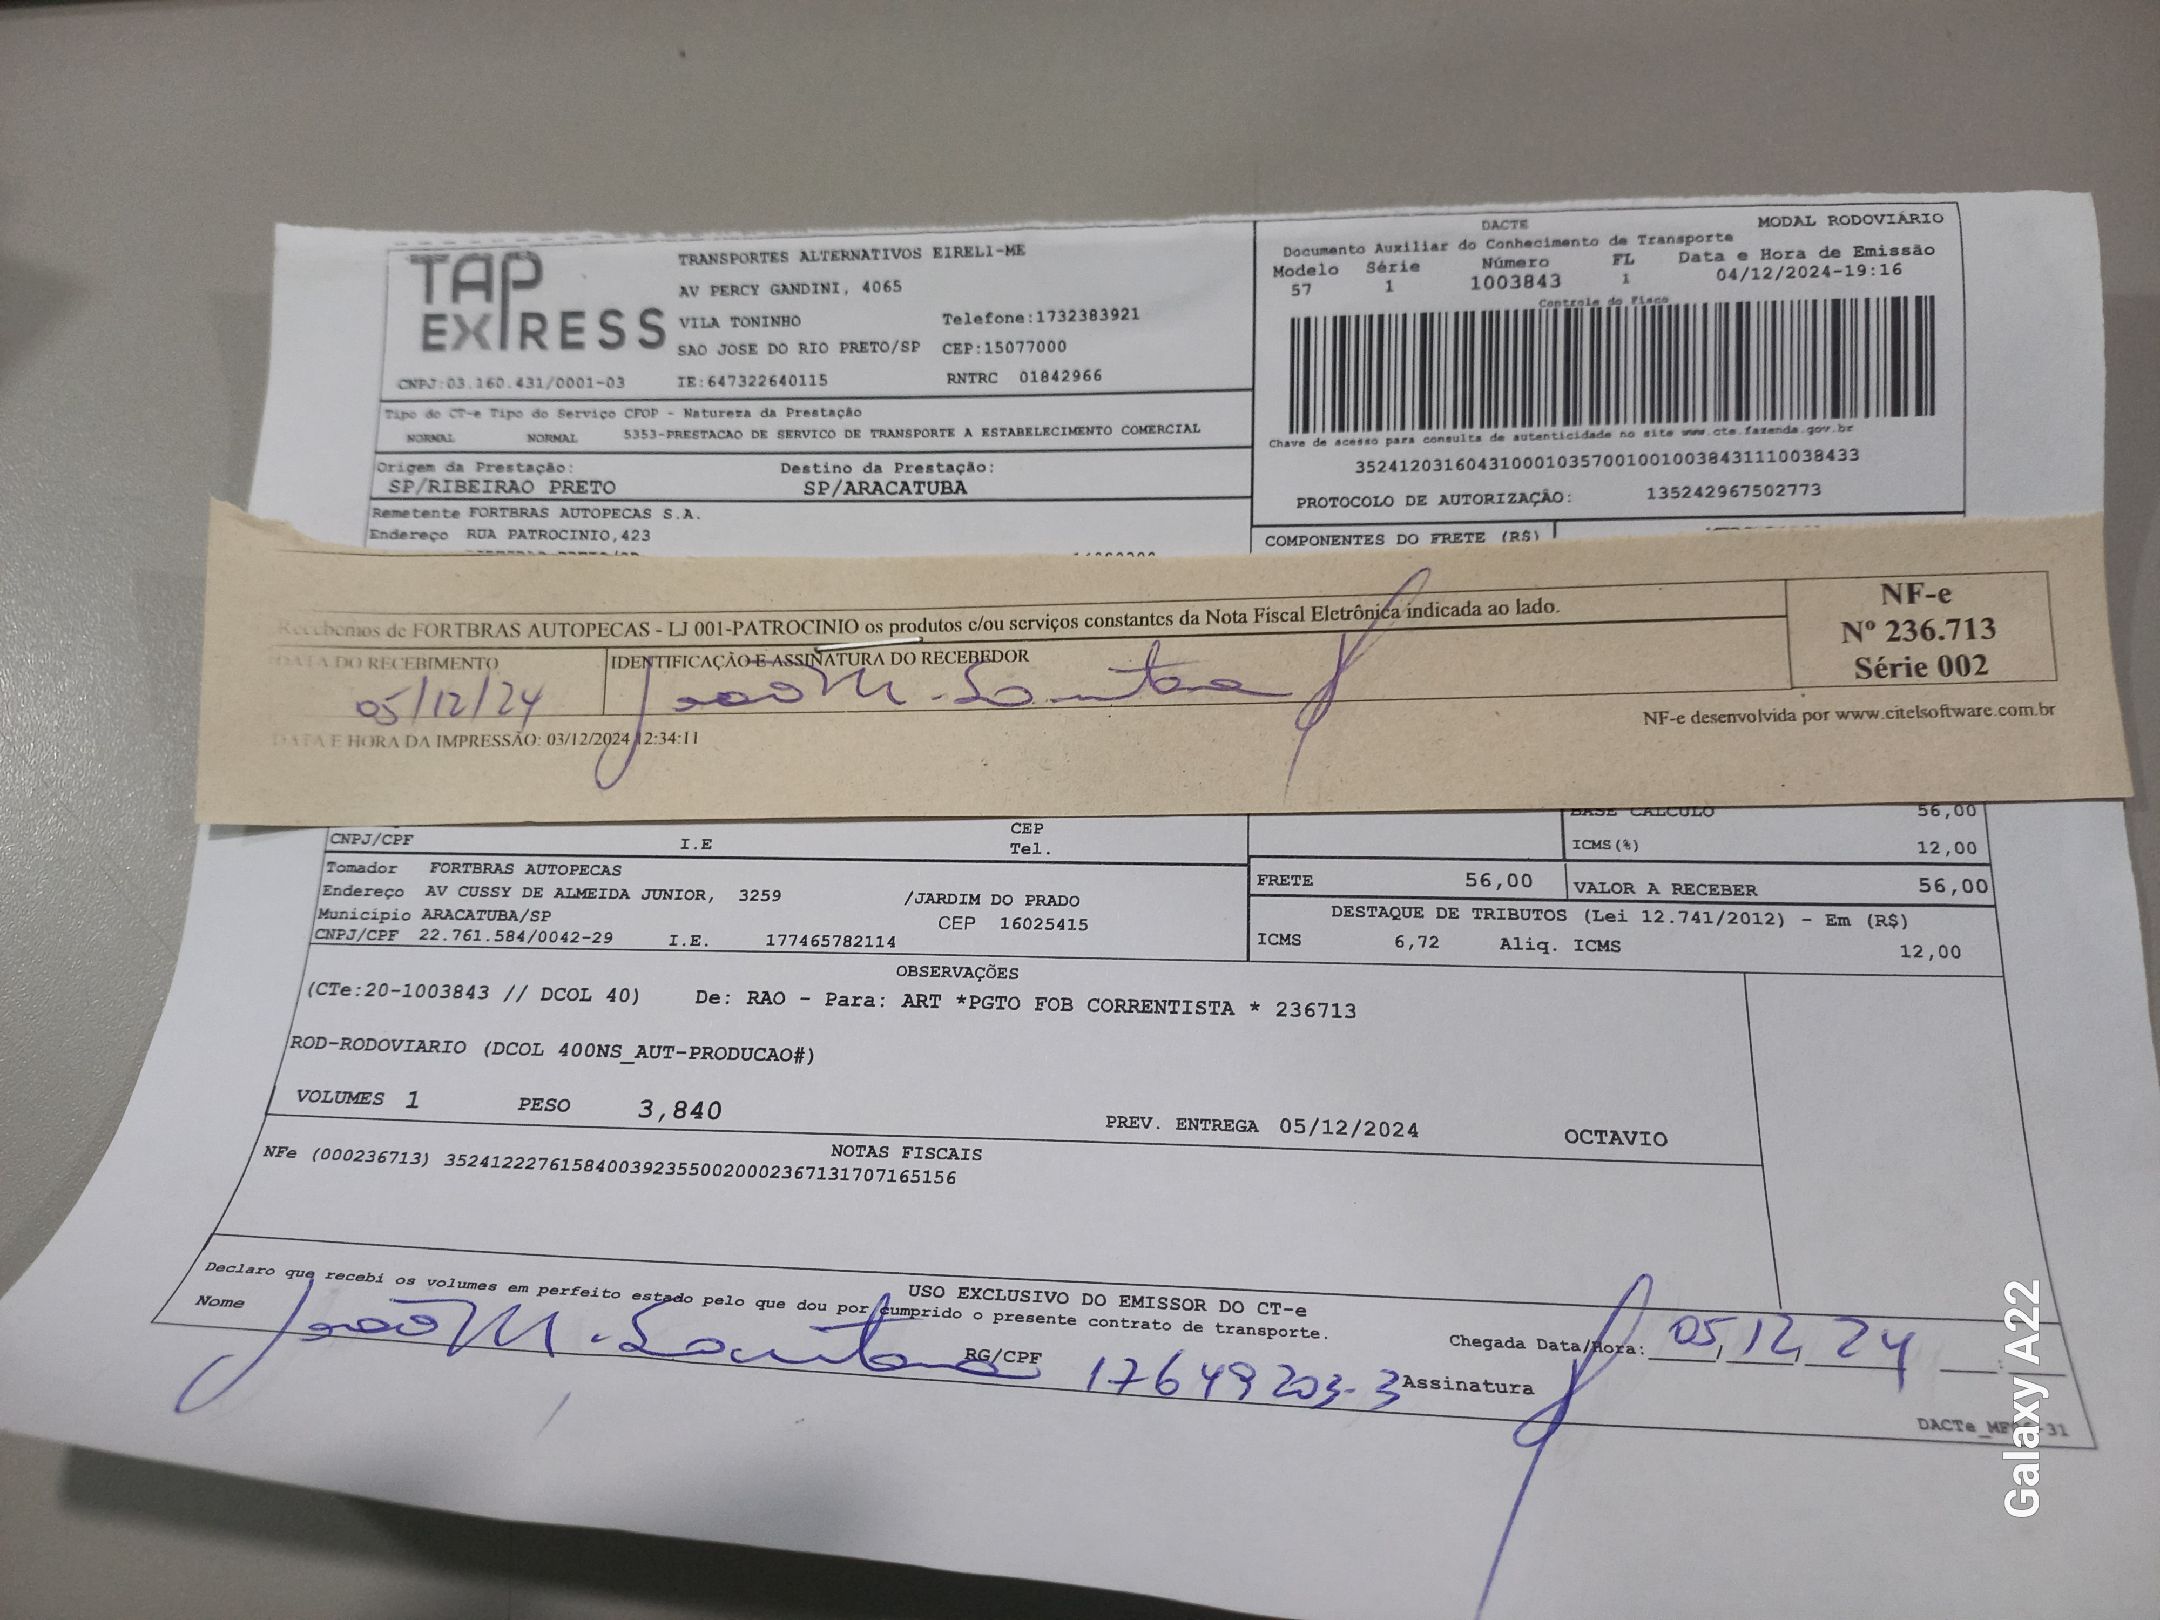 TAP EXPRESS
TRANSPORTES ALTERNATIVOS EIRELI-ME
AV PERCY GANDINI, 4065
VILA TONINHO Telefone:1732383921
SAO JOSE DO RIO PRETO/SP CEP:15077000
CNPJ:03.160.431/0001-03 IE:647322640115 RNTRC 01842966
Tipo do CT-e Tipo do Serviço CFOP - Natureza da Prestação
NORMAL NORMAL 5353-PRESTACAO DE SERVICO DE TRANSPORTE A ESTABELECIMENTO COMERCIAL
Origem da Prestação: Destino da Prestação:
SP/RIBEIRAO PRETO SP/ARACATUBA
Remetente FORTBRAS AUTOPECAS S.A.
Endereço RUA PATROCINIO,423
DACTE MODAL RODOVIÁRIO
Documento Auxiliar do Conhecimento de Transporte
Modelo Série Número FL Data e Hora de Emissão
57 1 1003843 1 04/12/2024-19:16
Controle do Fisco
Chave de acesso para consulta de autenticidade no site www.cte.fazenda.gov.br
35241203160431000103570010010038431110038433
PROTOCOLO DE AUTORIZAÇÃO: 135242967502773
COMPONENTES DO FRETE (R$)
Recebemos de FORTBRAS AUTOPECAS - LJ 001-PATROCINIO os produtos e/ou serviços constantes da Nota Fiscal Eletrônica indicada ao lado.
DATA DO RECEBIMENTO IDENTIFICAÇÃO E ASSINATURA DO RECEBEDOR
05/12/24 João M. Santana
DATA E HORA DA IMPRESSÃO: 03/12/2024 12:34:11
NF-e
Nº 236.713
Série 002
NF-e desenvolvida por www.citelsoftware.com.br
CNPJ/CPF I.E CEP
Tel.
BASE CALCULO 56,00
ICMS(%) 12,00
Tomador FORTBRAS AUTOPECAS
Endereço AV CUSSY DE ALMEIDA JUNIOR, 3259 /JARDIM DO PRADO
Município ARACATUBA/SP CEP 16025415
CNPJ/CPF 22.761.584/0042-29 I.E. 177465782114
FRETE 56,00 VALOR A RECEBER 56,00
DESTAQUE DE TRIBUTOS (Lei 12.741/2012) - Em (R$)
ICMS 6,72 Aliq. ICMS 12,00
OBSERVAÇÕES
(CTe:20-1003843 // DCOL 40) De: RAO - Para: ART *PGTO FOB CORRENTISTA * 236713
ROD-RODOVIARIO (DCOL 400NS_AUT-PRODUCAO#)
VOLUMES 1 PESO 3,840 PREV. ENTREGA 05/12/2024 OCTAVIO
NOTAS FISCAIS
NFe (000236713) 35241222761584003923550020002367131707165156
USO EXCLUSIVO DO EMISSOR DO CT-e
Declaro que recebi os volumes em perfeito estado pelo que dou por cumprido o presente contrato de transporte.
Nome João M. Santana RG/CPF 17649203-3 Assinatura
Chegada Data/Hora: 05,12,24
Galaxy A22